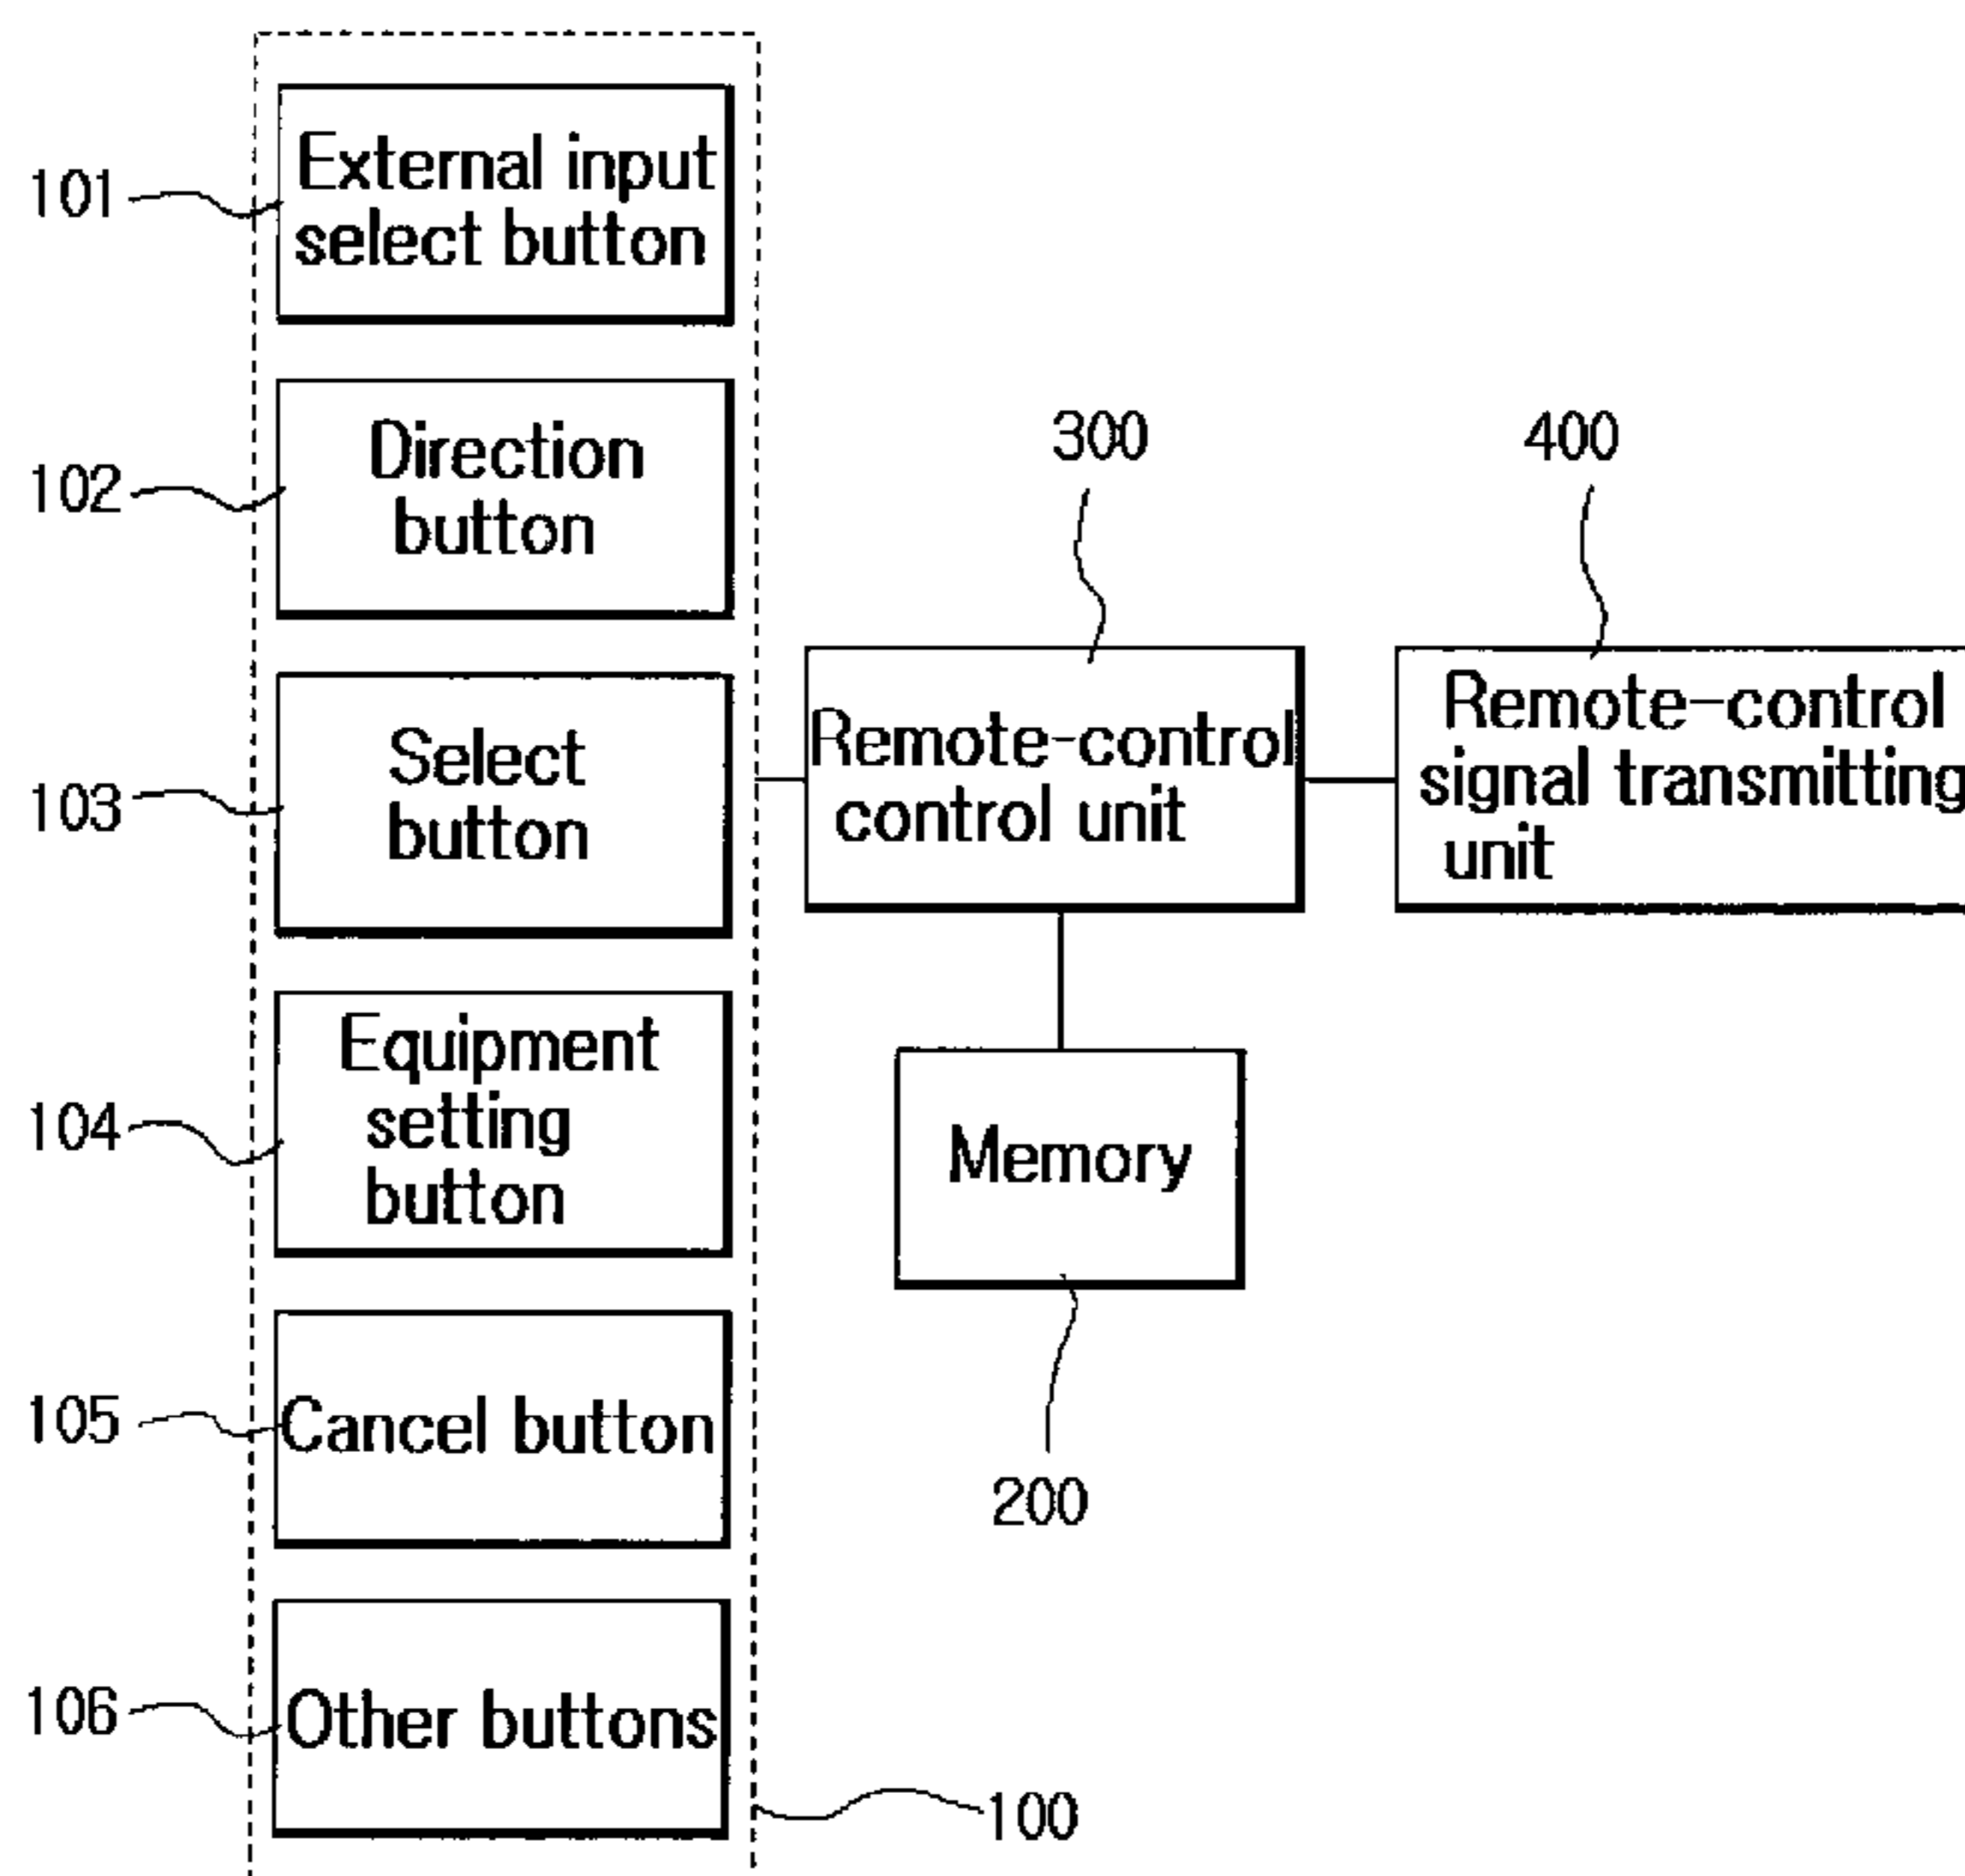 101
External input
select button
102
Direction
button
103
Select
button
104
Equipment
setting
button
105
Cancel button
106
Other buttons
100
300
Remote-control
control unit
400
Remote-control
signal transmitting
unit
Memory
200